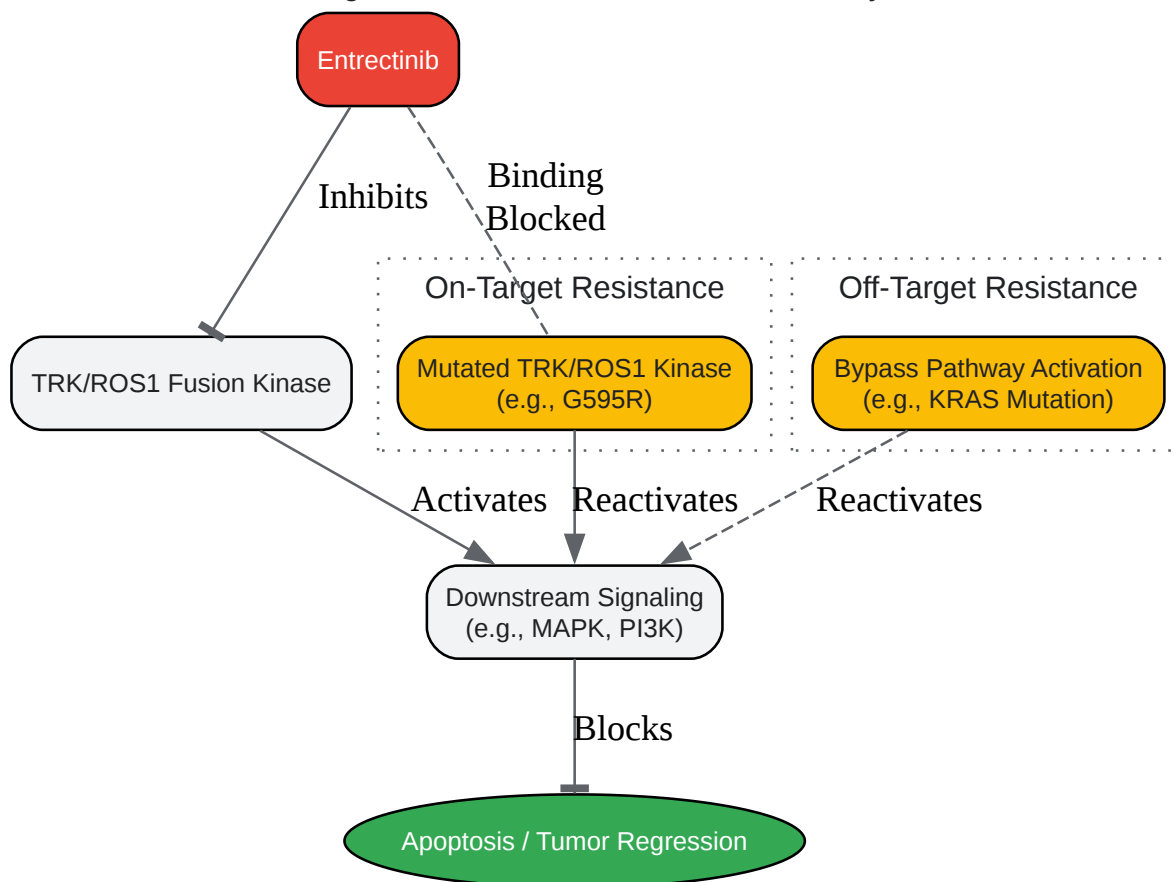 Entrectinib
Inhibits
Binding
Blocked
On-Target Resistance
Off-Target Resistance
TRK/ROS1 Fusion Kinase
Mutated TRK/ROS1 Kinase
(e.g., G595R)
Bypass Pathway Activation
(e.g., KRAS Mutation)
Activates
Reactivates
Reactivates
Downstream Signaling
(e.g., MAPK, PI3K)
Blocks
Apoptosis / Tumor Regression